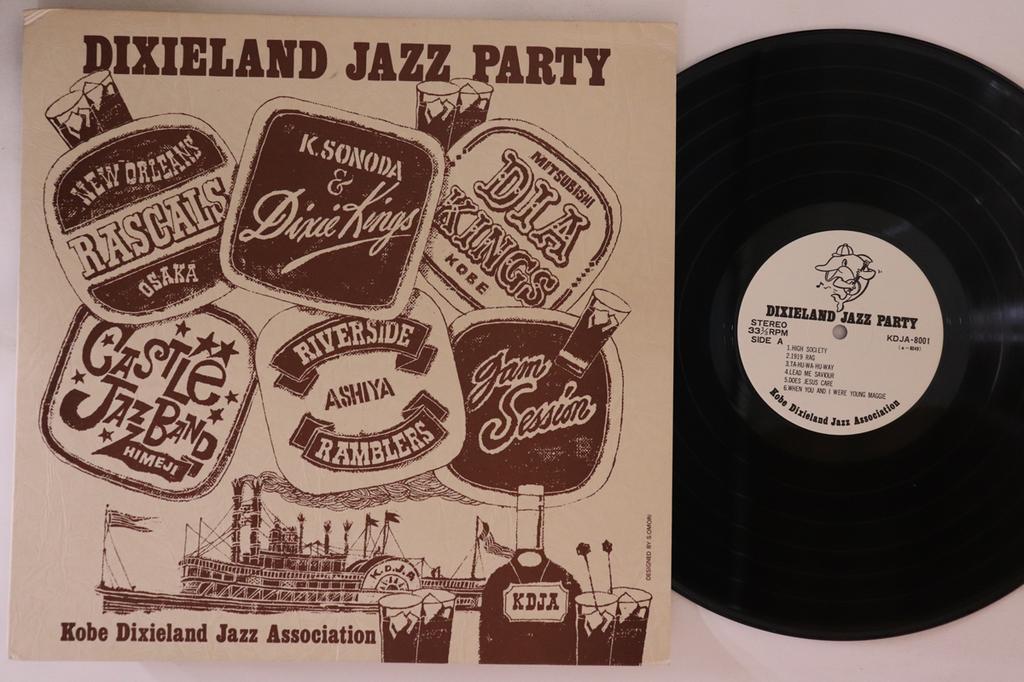 DIXIELAND JAZZ PARTY
NEW ORLEANS
RASCALS
OSAKA
K.SONODA
&
Dixie Kings
MITSUBISHI
DIA
KINGS
KOBE
CASTLE
JAZZ BAND
HIMEJI
RIVERSIDE
ASHIYA
RAMBLERS
Jam
Session
K.D.J.A
KDJA
DESIGNED BY S.OMORI
Kobe Dixieland Jazz Association
DIXIELAND JAZZ PARTY
STEREO
33⅓RPM
SIDE A
KDJA-8001
1.HIGH SOCIETY
2.1919 RAG
3.TA-HU-WA-HU-WAY
4.LEAD ME SAVIOUR
5.DOES JESUS CARE
6.WHEN YOU AND I WERE YOUNG MAGGIE
Kobe Dixieland Jazz Association